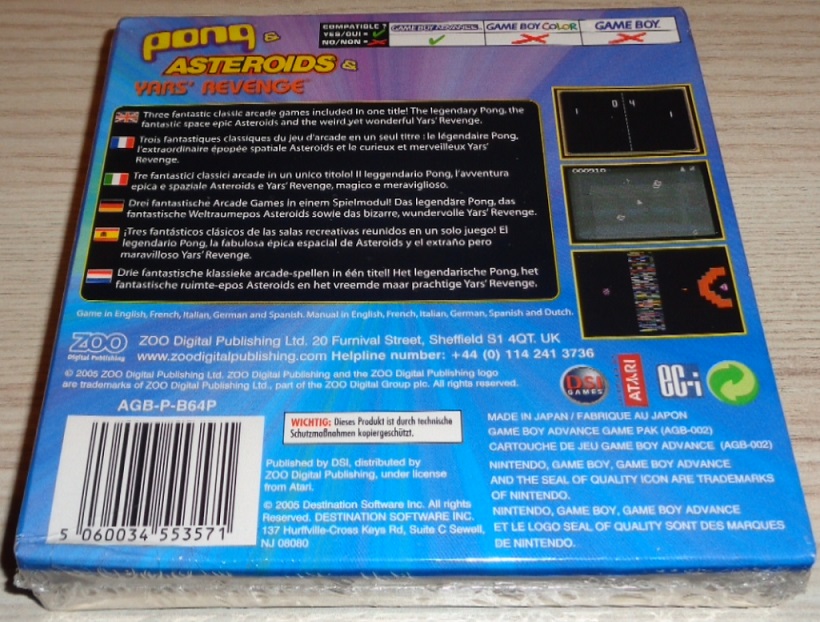 pong &
ASTEROIDS &
YARS' REVENGE™
COMPATIBLE ?
YES/OUI =
NO/NON =
GAME BOY ADVANCE
GAME BOY COLOR
GAME BOY
Three fantastic classic arcade games included in one title! The legendary Pong, the
fantastic space epic Asteroids and the weird,yet wonderful Yars' Revenge.
Trois fantastiques classiques du jeu d'arcade en un seul titre : le légendaire Pong,
l'extraordinaire épopée spatiale Asteroids et le curieux et merveilleux Yars'
Revenge.
Tre fantastici classici arcade in un unico titolo! Il leggendario Pong, l'avventura
epica e spaziale Asteroids e Yars' Revenge, magico e meraviglioso.
Drei fantastische Arcade Games in einem Spielmodul! Das legendäre Pong, das
fantastische Weltraumepos Asteroids sowie das bizarre, wundervolle Yars' Revenge.
¡Tres fantásticos clásicos de las salas recreativas reunidos en un solo juego! El
legendario Pong, la fabulosa épica espacial de Asteroids y el extraño pero
maravilloso Yars' Revenge.
Drie fantastische klassieke arcade-spellen in één titel! Het legendarische Pong, het
fantastische ruimte-epos Asteroids en het vreemde maar prachtige Yars' Revenge.
1 0 4 1
000510
Game in English, French, Italian, German and Spanish. Manual in English, French, Italian, German, Spanish and Dutch.
ZOO
Digital Publishing
ZOO Digital Publishing Ltd. 20 Furnival Street, Sheffield S1 4QT. UK
www.zoodigitalpublishing.com Helpline number: +44 (0) 114 241 3736
© 2005 ZOO Digital Publishing Ltd. ZOO Digital Publishing and the ZOO Digital Publishing logo
are trademarks of ZOO Digital Publishing Ltd., part of the ZOO Digital Group plc. All rights reserved.
DSI
GAMES
ATARI
ec-i
AGB-P-B64P
5 060034 553571
WICHTIG: Dieses Produkt ist durch technische
Schutzmaßnahmen kopiergeschützt.
Published by DSI, distributed by
ZOO Digital Publishing, under license
from Atari.
© 2005 Destination Software Inc. All rights
Reserved. DESTINATION SOFTWARE INC.
137 Hurffville-Cross Keys Rd, Suite C Sewell,
NJ 08080
MADE IN JAPAN / FABRIQUE AU JAPON
GAME BOY ADVANCE GAME PAK (AGB-002)
CARTOUCHE DE JEU GAME BOY ADVANCE (AGB-002)
NINTENDO, GAME BOY, GAME BOY ADVANCE
AND THE SEAL OF QUALITY ICON ARE TRADEMARKS
OF NINTENDO.
NINTENDO, GAME BOY, GAME BOY ADVANCE
ET LE LOGO SEAL OF QUALITY SONT DES MARQUES
DE NINTENDO.